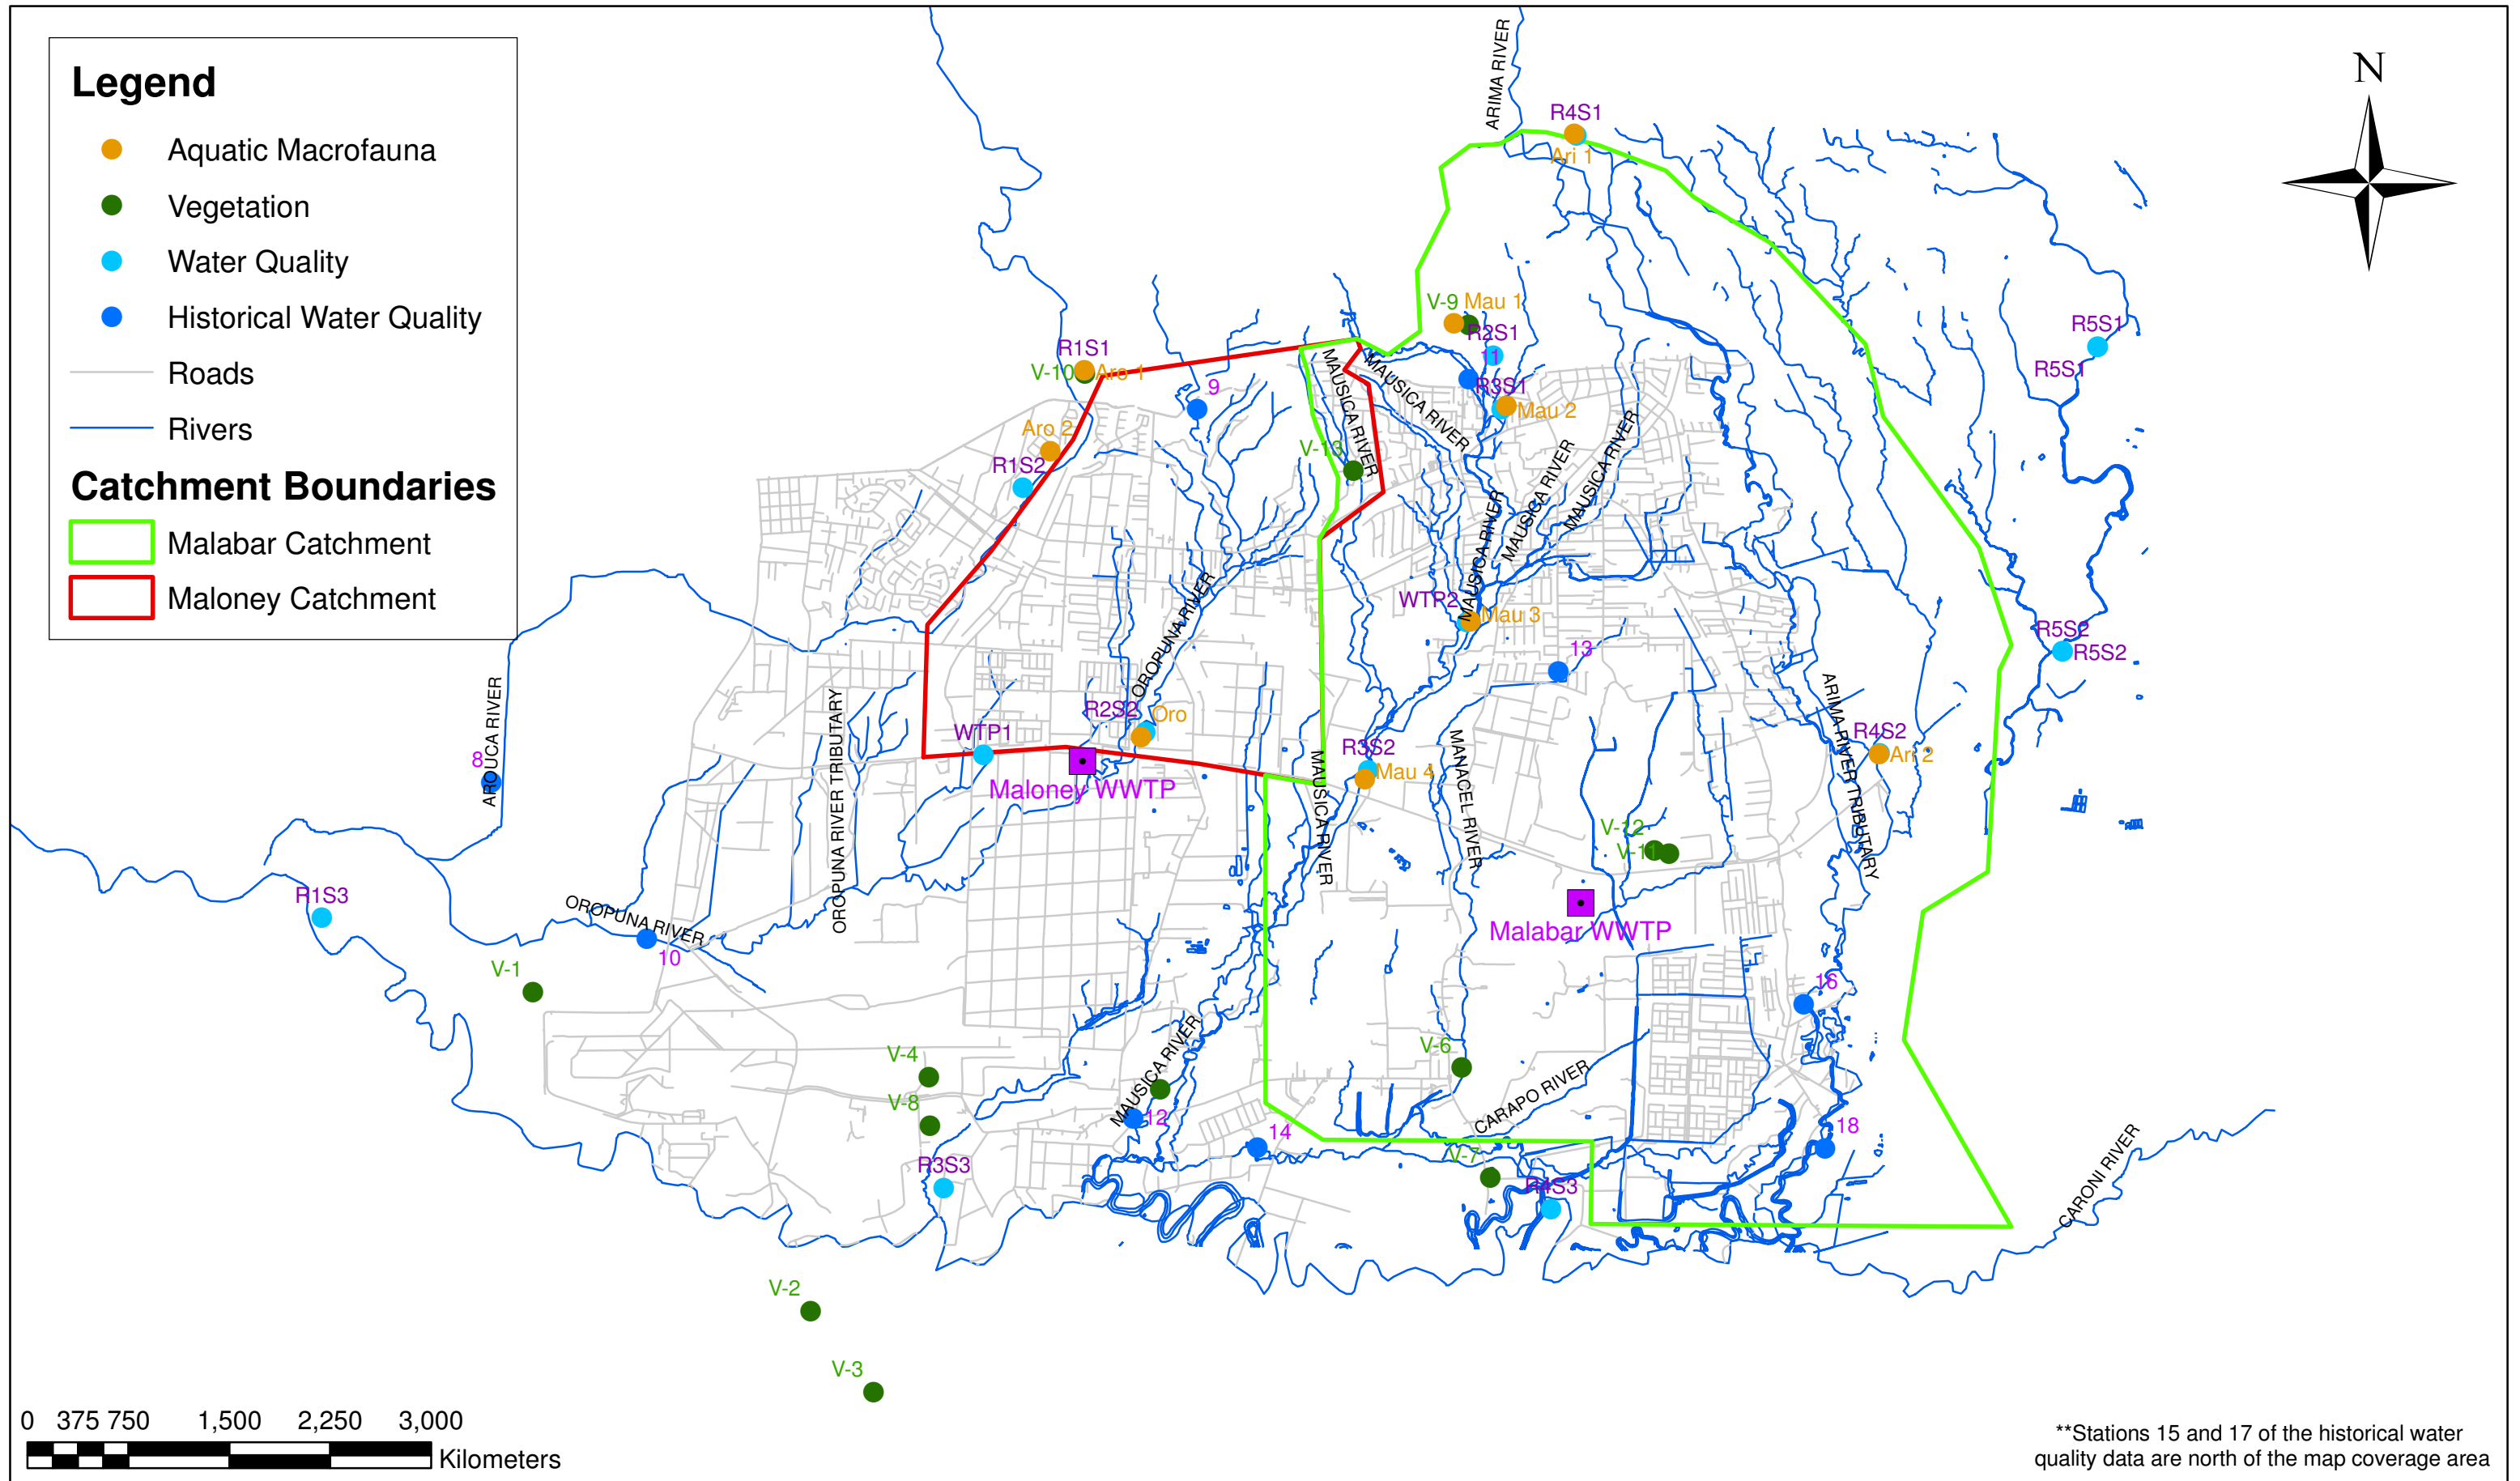 Legend
Aquatic Macrofauna
Vegetation
Water Quality
Historical Water Quality
Roads
Rivers
Catchment Boundaries
Malabar Catchment
Maloney Catchment
N
ARIMA RIVER
R4S1
Ari 1
V-9 Mau 1
R2S1
11
R3S1
Mau 2
R5S1
R5S1
R1S1
V-10 Aro 1
9
MAUSICA RIVER
MAUSICA RIVER
Aro 2
R1S2
V-13
MAUSICA RIVER
MAUSICA RIVER
MAUSICA RIVER
WTP2
Mau 3
OROPUNA RIVER
13
R5S2
R5S2
ARIMA RIVER TRIBUTARY
R4S2
Ari 2
AROUCA RIVER
8
OROPUNA RIVER TRIBUTARY
WTP1
R2S2
Oro
Maloney WWTP
R3S2
Mau 4
MAUSICA RIVER
MANACEL RIVER
V-12
V-11
Malabar WWTP
R1S3
OROPUNA RIVER
10
V-1
16
V-4
V-8
MAUSICA RIVER
12
V-6
CARAPO RIVER
14
18
R3S3
V-7
R4S3
CARONI RIVER
V-2
V-3
0 375 750 1,500 2,250 3,000
Kilometers
**Stations 15 and 17 of the historical water
quality data are north of the map coverage area